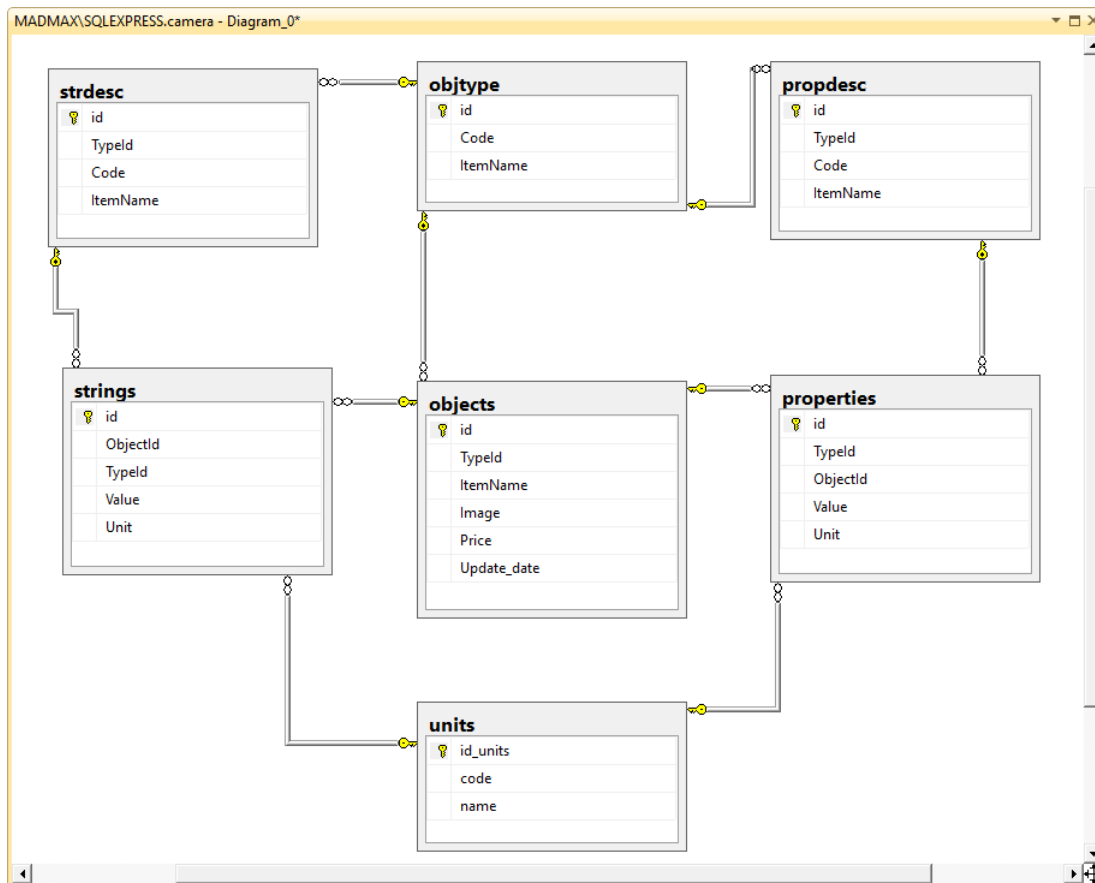 MADMAX\SQLEXPRESS.camera - Diagram_0*
strdesc
id
TypeId
Code
ItemName
objtype
id
Code
ItemName
propdesc
id
TypeId
Code
ItemName
strings
id
ObjectId
TypeId
Value
Unit
objects
id
TypeId
ItemName
Image
Price
Update_date
properties
id
TypeId
ObjectId
Value
Unit
units
id_units
code
name